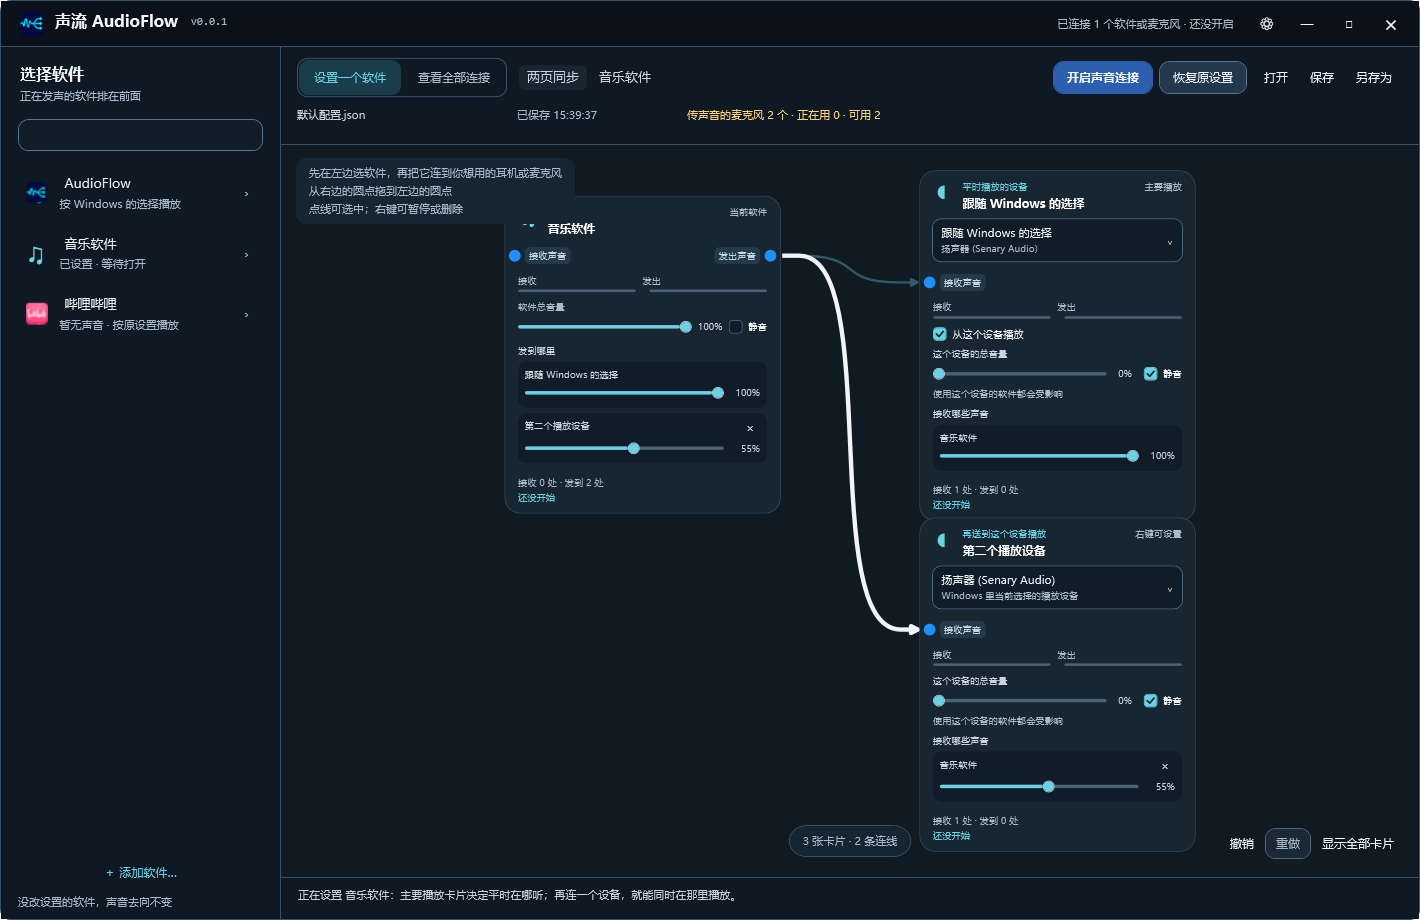 声流 AudioFlow v0.0.1
已连接 1 个软件或麦克风 · 还没开启
选择软件
正在发声的软件排在前面
AudioFlow
按 Windows 的选择播放
音乐软件
已设置 · 等待打开
哔哩哔哩
暂无声音 · 按原设置播放
+ 添加软件...
没改设置的软件，声音去向不变
设置一个软件 查看全部连接 两页同步 音乐软件
开启声音连接 恢复原设置 打开 保存 另存为
默认配置.json 已保存 15:39:37 传声音的麦克风 2 个 · 正在用 0 · 可用 2
先在左边选软件，再把它连到你想用的耳机或麦克风
从右边的圆点拖到左边的圆点
点线可选中；右键可暂停或删除
当前软件
音乐软件
接收声音 发出声音
接收 发出
软件总音量
100% 静音
发到哪里
跟随 Windows 的选择
100%
第二个播放设备 ×
55%
接收 0 处 · 发到 2 处
还没开始
平时播放的设备 主要播放
跟随 Windows 的选择
跟随 Windows 的选择
扬声器 (Senary Audio)
接收声音
接收 发出
从这个设备播放
这个设备的总音量
0% 静音
使用这个设备的软件都会受影响
接收哪些声音
音乐软件
100%
接收 1 处 · 发到 0 处
还没开始
再送到这个设备播放 右键可设置
第二个播放设备
扬声器 (Senary Audio)
Windows 里当前选择的播放设备
接收声音
接收 发出
这个设备的总音量
0% 静音
使用这个设备的软件都会受影响
接收哪些声音
音乐软件 ×
55%
接收 1 处 · 发到 0 处
还没开始
3 张卡片 · 2 条连线
撤销 重做 显示全部卡片
正在设置 音乐软件：主要播放卡片决定平时在哪听；再连一个设备，就能同时在那里播放。